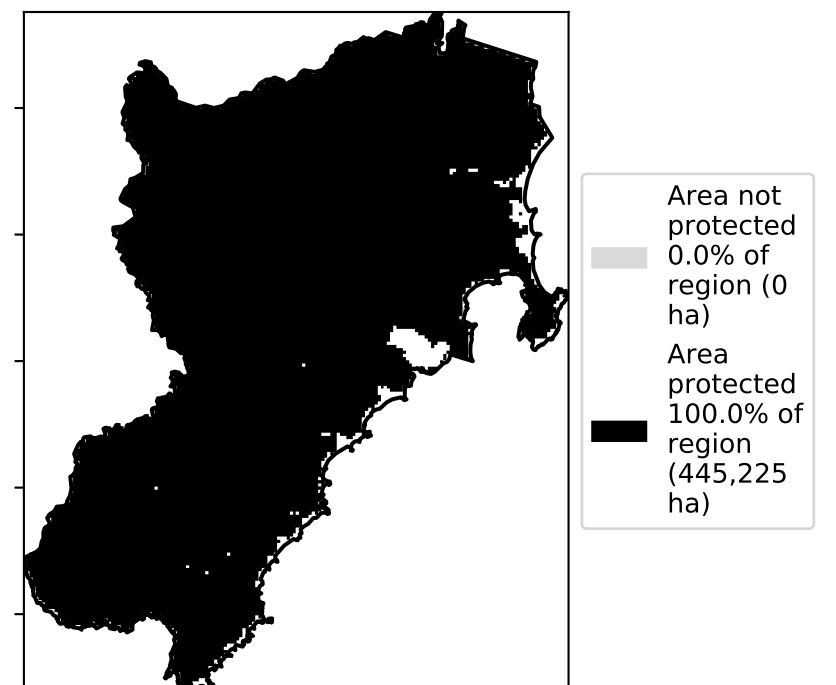 Area not
protected
0.0% of
region (0
ha)
Area
protected
100.0% of
region
(445,225
ha)